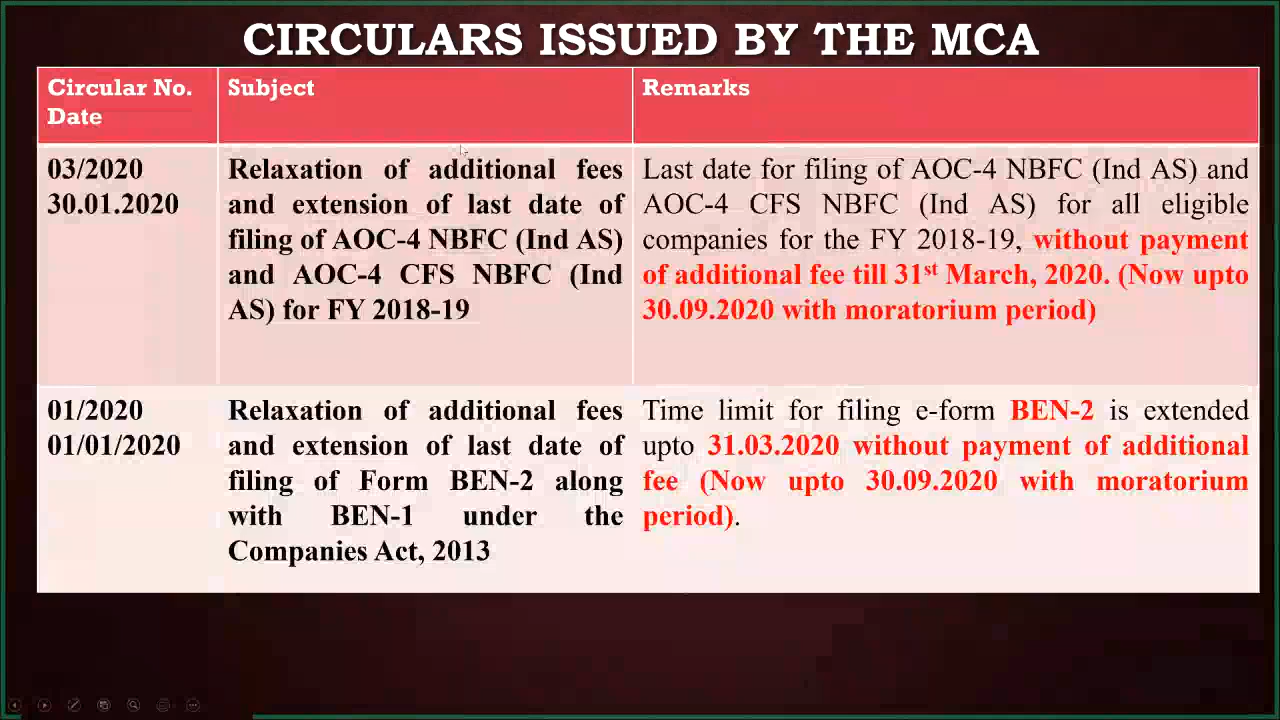 CIRCULARS ISSUED BY THE MCA
Circular No.
Date
Subject
Remarks
03/2020
30.01.2020
Relaxation of additional fees
and extension of last date of
filing of AOC-4 NBFC (Ind AS)
and AOC-4 CFS NBFC (Ind
AS) for FY 2018-19
Last date for filing of AOC-4 NBFC (Ind AS) and
AOC-4 CFS NBFC (Ind AS) for all eligible
companies for the FY 2018-19, without payment
of additional fee till 31st March, 2020. (Now upto
30.09.2020 with moratorium period)
01/2020
01/01/2020
Relaxation of additional fees
and extension of last date of
filing of Form BEN-2 along
with BEN-1 under the
Companies Act, 2013
Time limit for filing e-form BEN-2 is extended
upto 31.03.2020 without payment of additional
fee (Now upto 30.09.2020 with moratorium
period).